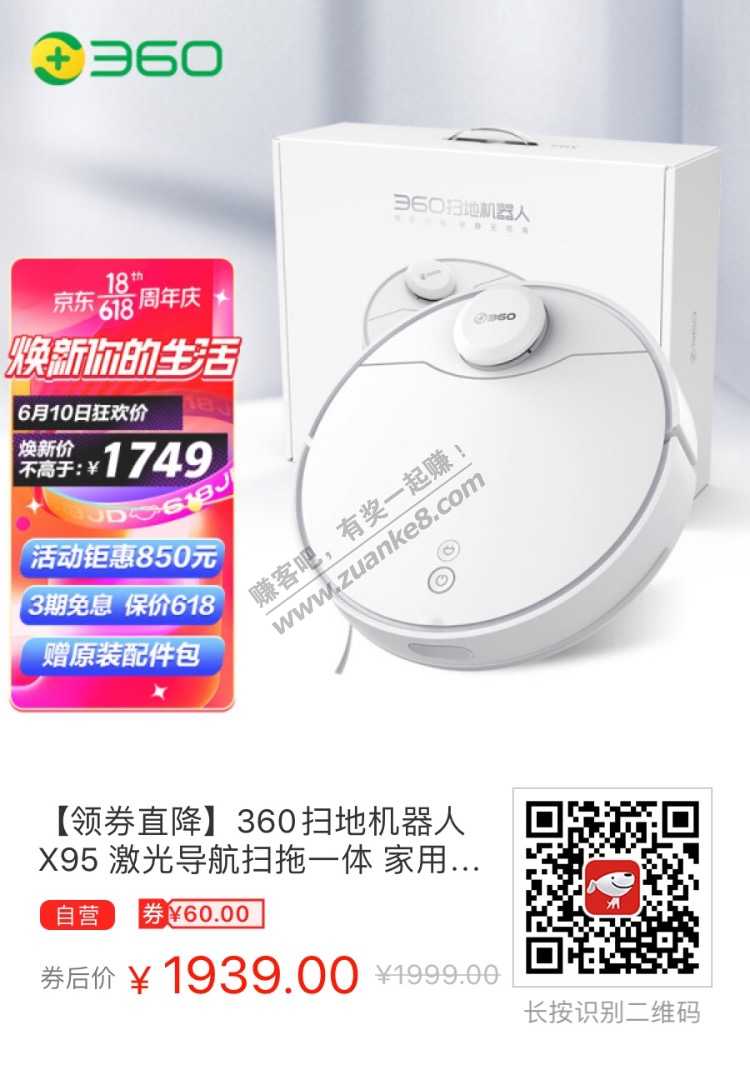 360
360扫地机器人
360
京东 18th 618 周年庆
焕新你的生活
6月10日狂欢价
焕新价
不高于：¥1749
JD 618
活动钜惠850元
3期免息 保价618
赠原装配件包
赚客吧，有奖一起赚！
www.zuanke8.com
【领券直降】360扫地机器人
X95 激光导航扫拖一体 家用...
自营 券 ¥60.00
券后价 ¥ 1939.00 ¥1999.00
长按识别二维码